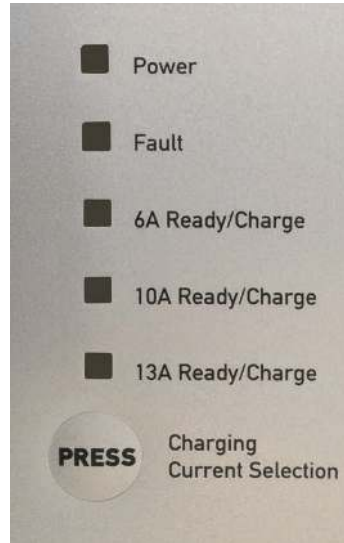 Power
Fault
6A Ready/Charge
10A Ready/Charge
13A Ready/Charge
PRESS
Charging
Current Selection